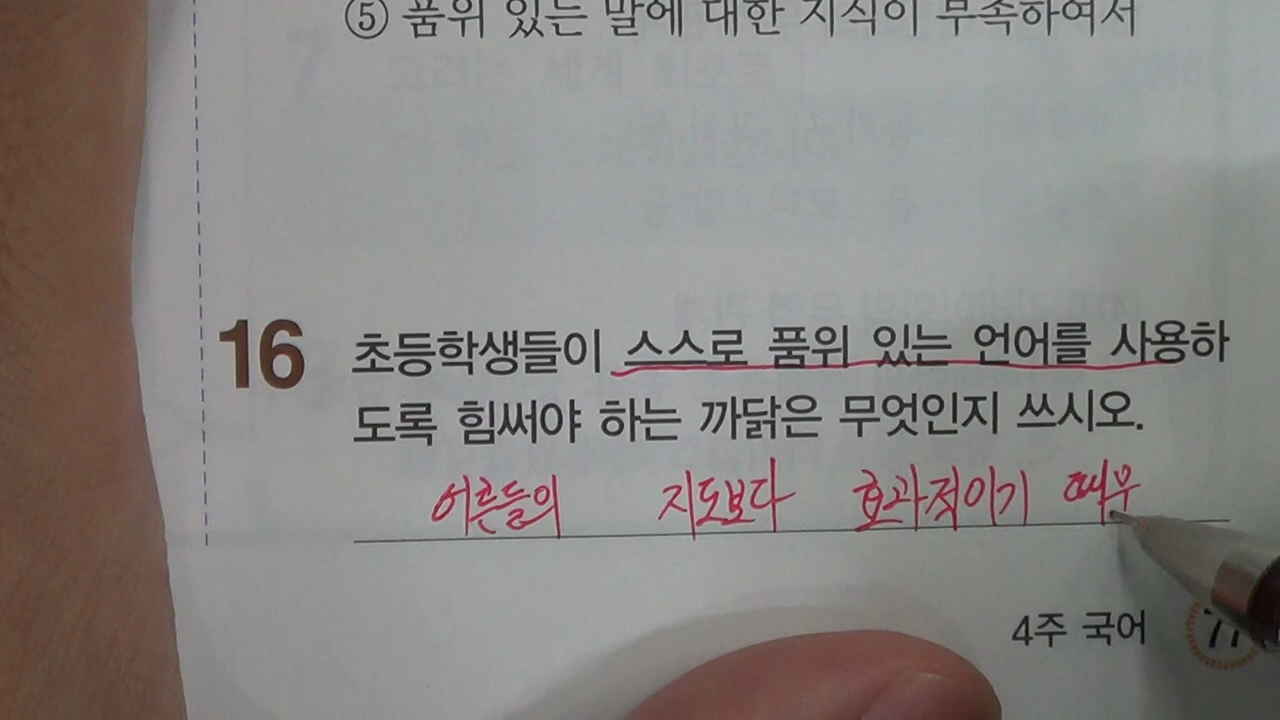 ⑤ 품위 있는 말에 대한 지식이 부족하여서
16 초등학생들이 스스로 품위 있는 언어를 사용하
도록 힘써야 하는 까닭은 무엇인지 쓰시오.
어른들의 지도보다 효과적이기 때무
4주 국어